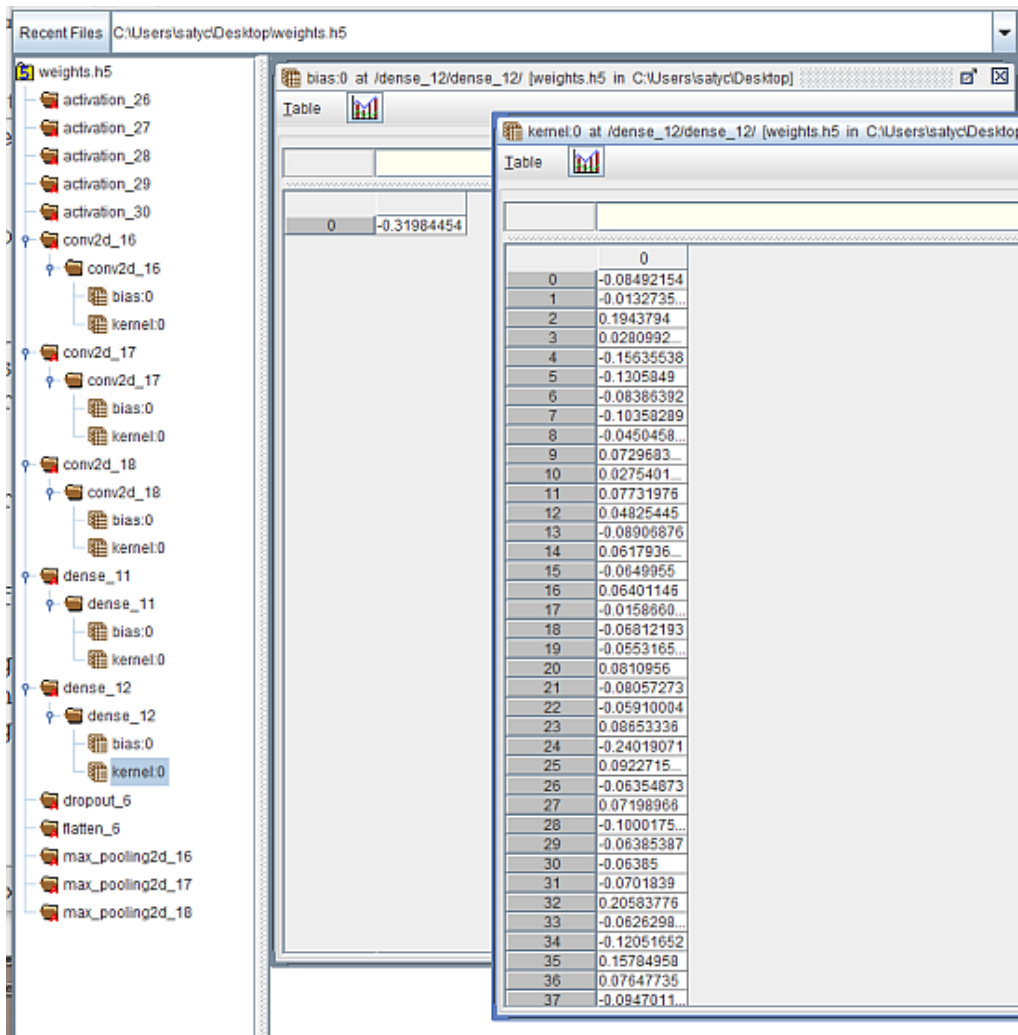 Recent Files C:\Users\satyc\Desktop\weights.h5
weights.h5
activation_26
activation_27
activation_28
activation_29
activation_30
conv2d_16
conv2d_16
bias:0
kernel:0
conv2d_17
conv2d_17
bias:0
kernel:0
conv2d_18
conv2d_18
bias:0
kernel:0
dense_11
dense_11
bias:0
kernel:0
dense_12
dense_12
bias:0
kernel:0
dropout_6
flatten_6
max_pooling2d_16
max_pooling2d_17
max_pooling2d_18
bias:0 at /dense_12/dense_12/ [weights.h5 in C:\Users\satyc\Desktop]
Table
0 -0.31984454
kernel:0 at /dense_12/dense_12/ [weights.h5 in C:\Users\satyc\Desktop
Table
0
0 -0.08492154
1 -0.0132735...
2 0.1943794
3 0.0280992...
4 -0.15635538
5 -0.1305849
6 -0.08386392
7 -0.10358289
8 -0.0450458...
9 0.0729683...
10 0.0275401...
11 0.07731976
12 0.04825445
13 -0.08906876
14 0.0617936...
15 -0.0649955
16 0.06401146
17 -0.0158660...
18 -0.06812193
19 -0.0553165...
20 0.0810956
21 -0.08057273
22 -0.05910004
23 0.08653336
24 -0.24019071
25 0.0922715...
26 -0.06354873
27 0.07198966
28 -0.1000175...
29 -0.06385387
30 -0.06385
31 -0.0701839
32 0.20583776
33 -0.0626298...
34 -0.12051652
35 0.15784958
36 0.07647735
37 -0.0947011...